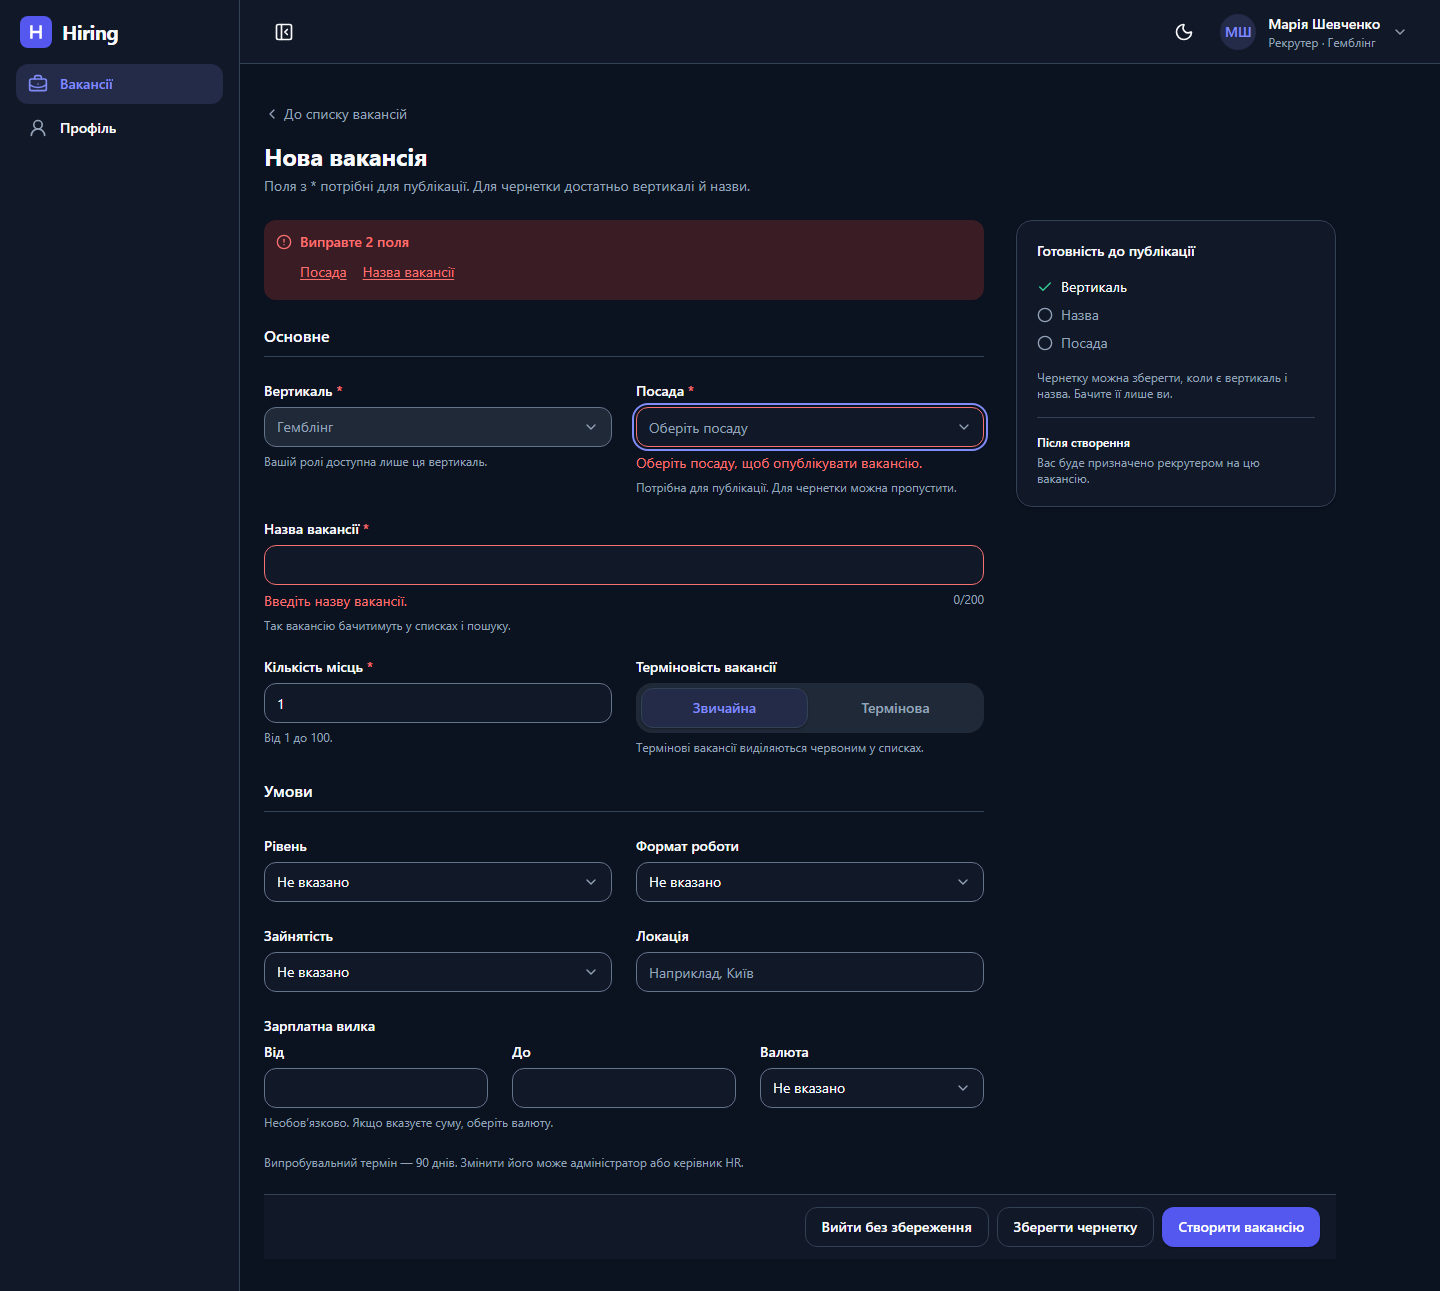 Hiring
Вакансії
Профіль
МШ
Марія Шевченко
Рекрутер · Гемблінг
До списку вакансій
Нова вакансія
Поля з * потрібні для публікації. Для чернетки достатньо вертикалі й назви.
Виправте 2 поля
Посада Назва вакансії
Основне
Вертикаль *
Гемблінг
Вашій ролі доступна лише ця вертикаль.
Посада *
Оберіть посаду
Оберіть посаду, щоб опублікувати вакансію.
Потрібна для публікації. Для чернетки можна пропустити.
Назва вакансії *
Введіть назву вакансії.
0/200
Так вакансію бачитимуть у списках і пошуку.
Кількість місць *
1
Від 1 до 100.
Терміновість вакансії
Звичайна Термінова
Термінові вакансії виділяються червоним у списках.
Умови
Рівень
Не вказано
Формат роботи
Не вказано
Зайнятість
Не вказано
Локація
Наприклад, Київ
Зарплатна вилка
Від
До
Валюта
Не вказано
Необов'язково. Якщо вказуєте суму, оберіть валюту.
Випробувальний термін — 90 днів. Змінити його може адміністратор або керівник HR.
Вийти без збереження
Зберегти чернетку
Створити вакансію
Готовність до публікації
Вертикаль
Назва
Посада
Чернетку можна зберегти, коли є вертикаль і
назва. Бачите її лише ви.
Після створення
Вас буде призначено рекрутером на цю
вакансію.